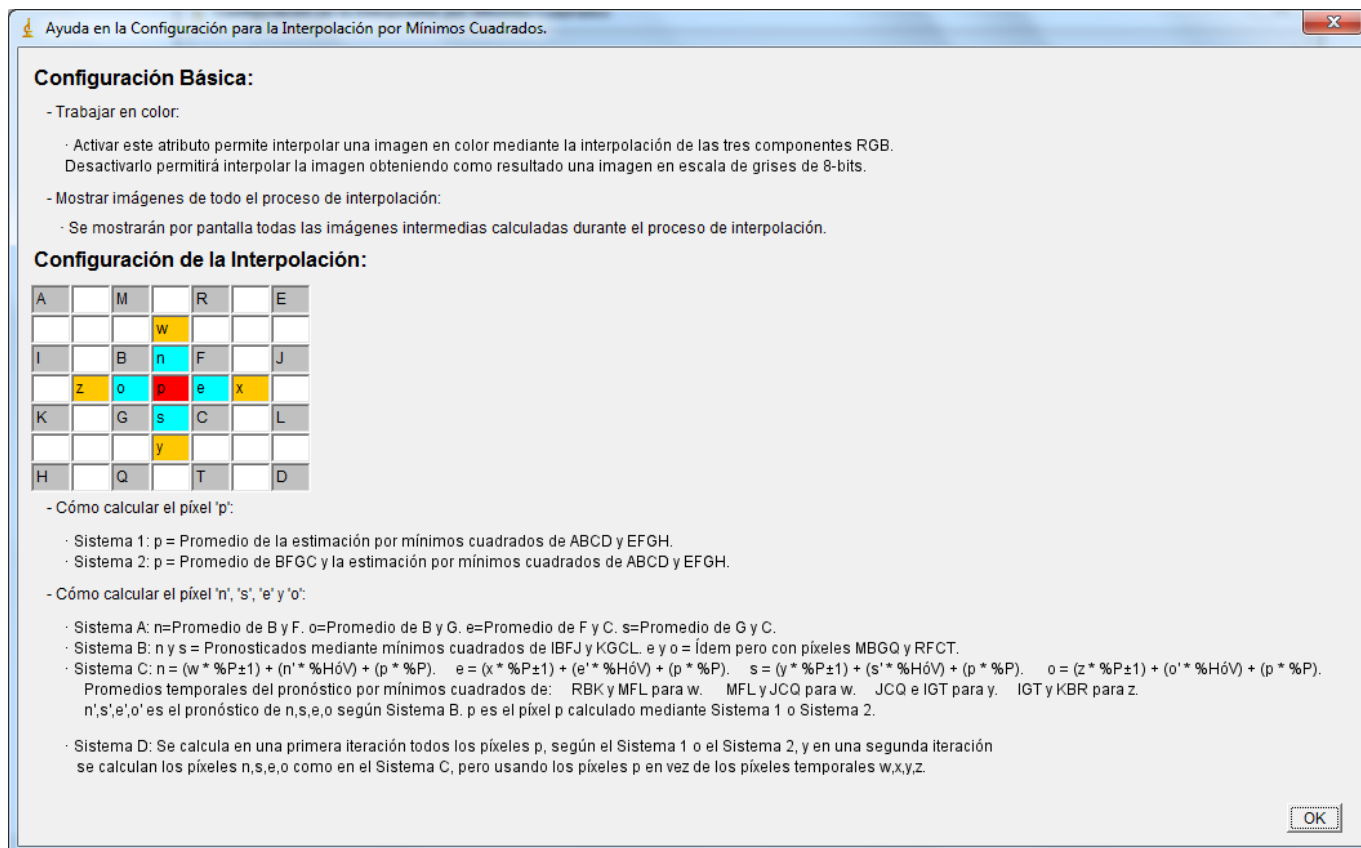 Ayuda en la Configuración para la Interpolación por Mínimos Cuadrados.
Configuración Básica:
- Trabajar en color:
· Activar este atributo permite interpolar una imagen en color mediante la interpolación de las tres componentes RGB.
Desactivarlo permitirá interpolar la imagen obteniendo como resultado una imagen en escala de grises de 8-bits.
- Mostrar imágenes de todo el proceso de interpolación:
· Se mostrarán por pantalla todas las imágenes intermedias calculadas durante el proceso de interpolación.
Configuración de la Interpolación:
A M R E
w
I B n F J
z o p e x
K G s C L
y
H Q T D
- Cómo calcular el píxel 'p':
· Sistema 1: p = Promedio de la estimación por mínimos cuadrados de ABCD y EFGH.
· Sistema 2: p = Promedio de BFGC y la estimación por mínimos cuadrados de ABCD y EFGH.
- Cómo calcular el píxel 'n', 's', 'e' y 'o':
· Sistema A: n=Promedio de B y F. o=Promedio de B y G. e=Promedio de F y C. s=Promedio de G y C.
· Sistema B: n y s = Pronosticados mediante mínimos cuadrados de IBFJ y KGCL. e y o = Ídem pero con píxeles MBGQ y RFCT.
· Sistema C: n = (w * %P±1) + (n' * %HóV) + (p * %P). e = (x * %P±1) + (e' * %HóV) + (p * %P). s = (y * %P±1) + (s' * %HóV) + (p * %P). o = (z * %P±1) + (o' * %HóV) + (p * %P).
Promedios temporales del pronóstico por mínimos cuadrados de: RBK y MFL para w. MFL y JCQ para w. JCQ e IGT para y. IGT y KBR para z.
n',s',e',o' es el pronóstico de n,s,e,o según Sistema B. p es el píxel p calculado mediante Sistema 1 o Sistema 2.
· Sistema D: Se calcula en una primera iteración todos los píxeles p, según el Sistema 1 o el Sistema 2, y en una segunda iteración
se calculan los píxeles n,s,e,o como en el Sistema C, pero usando los píxeles p en vez de los píxeles temporales w,x,y,z.
OK